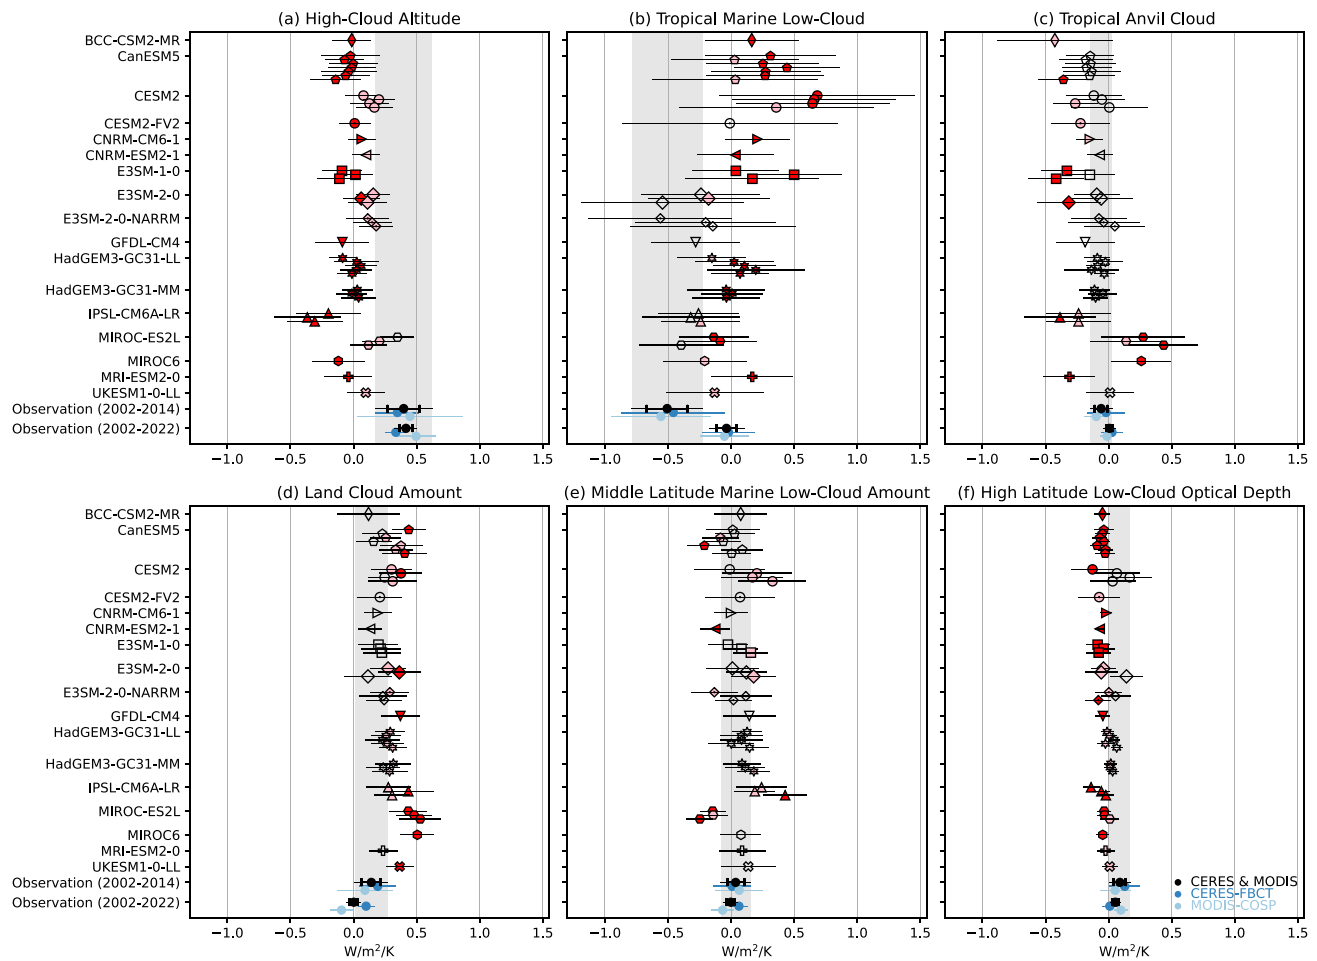 (a) High-Cloud Altitude
(b) Tropical Marine Low-Cloud
(c) Tropical Anvil Cloud
BCC-CSM2-MR
CanESM5
CESM2
CESM2-FV2
CNRM-CM6-1
CNRM-ESM2-1
E3SM-1-0
E3SM-2-0
E3SM-2-0-NARRM
GFDL-CM4
HadGEM3-GC31-LL
HadGEM3-GC31-MM
IPSL-CM6A-LR
MIROC-ES2L
MIROC6
MRI-ESM2-0
UKESM1-0-LL
Observation (2002-2014)
Observation (2002-2022)
−1.0 −0.5 0.0 0.5 1.0 1.5
−1.0 −0.5 0.0 0.5 1.0 1.5
−1.0 −0.5 0.0 0.5 1.0 1.5
(d) Land Cloud Amount
(e) Middle Latitude Marine Low-Cloud Amount
(f) High Latitude Low-Cloud Optical Depth
BCC-CSM2-MR
CanESM5
CESM2
CESM2-FV2
CNRM-CM6-1
CNRM-ESM2-1
E3SM-1-0
E3SM-2-0
E3SM-2-0-NARRM
GFDL-CM4
HadGEM3-GC31-LL
HadGEM3-GC31-MM
IPSL-CM6A-LR
MIROC-ES2L
MIROC6
MRI-ESM2-0
UKESM1-0-LL
Observation (2002-2014)
Observation (2002-2022)
CERES & MODIS
CERES-FBCT
MODIS-COSP
−1.0 −0.5 0.0 0.5 1.0 1.5
−1.0 −0.5 0.0 0.5 1.0 1.5
−1.0 −0.5 0.0 0.5 1.0 1.5
W/m²/K
W/m²/K
W/m²/K